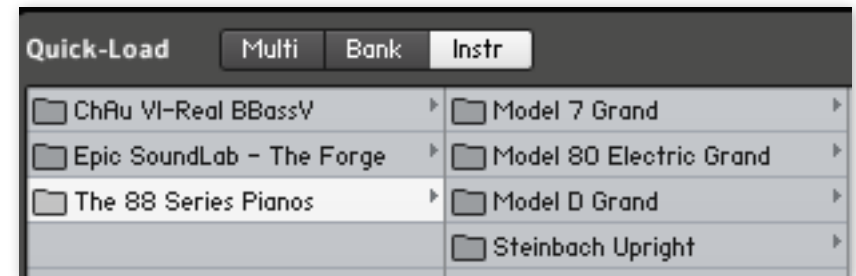 Quick-Load Multi Bank Instr
ChAu VI-Real BBassV
Epic SoundLab - The Forge
The 88 Series Pianos
Model 7 Grand
Model 80 Electric Grand
Model D Grand
Steinbach Upright